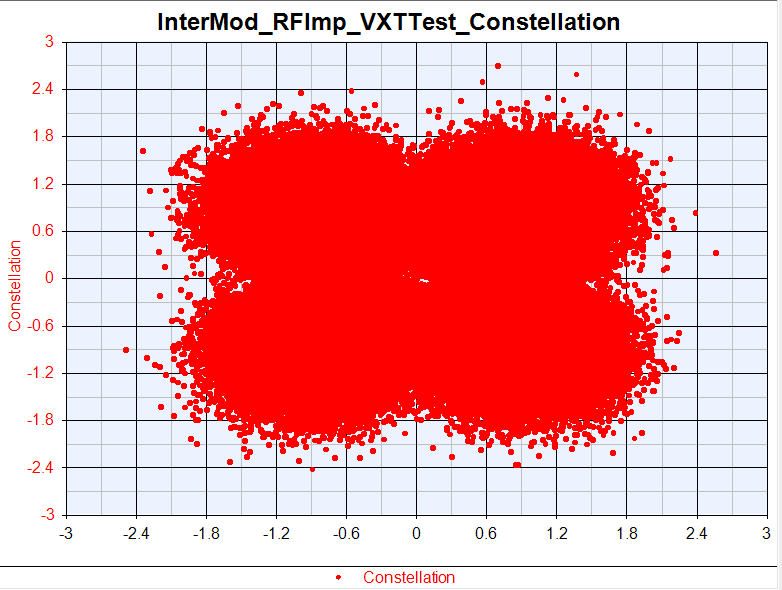 InterMod_RFImp_VXTTest_Constellation
3
2.4
1.8
1.2
0.6
0
-0.6
-1.2
-1.8
-2.4
-3
Constellation
-3 -2.4 -1.8 -1.2 -0.6 0 0.6 1.2 1.8 2.4 3
Constellation